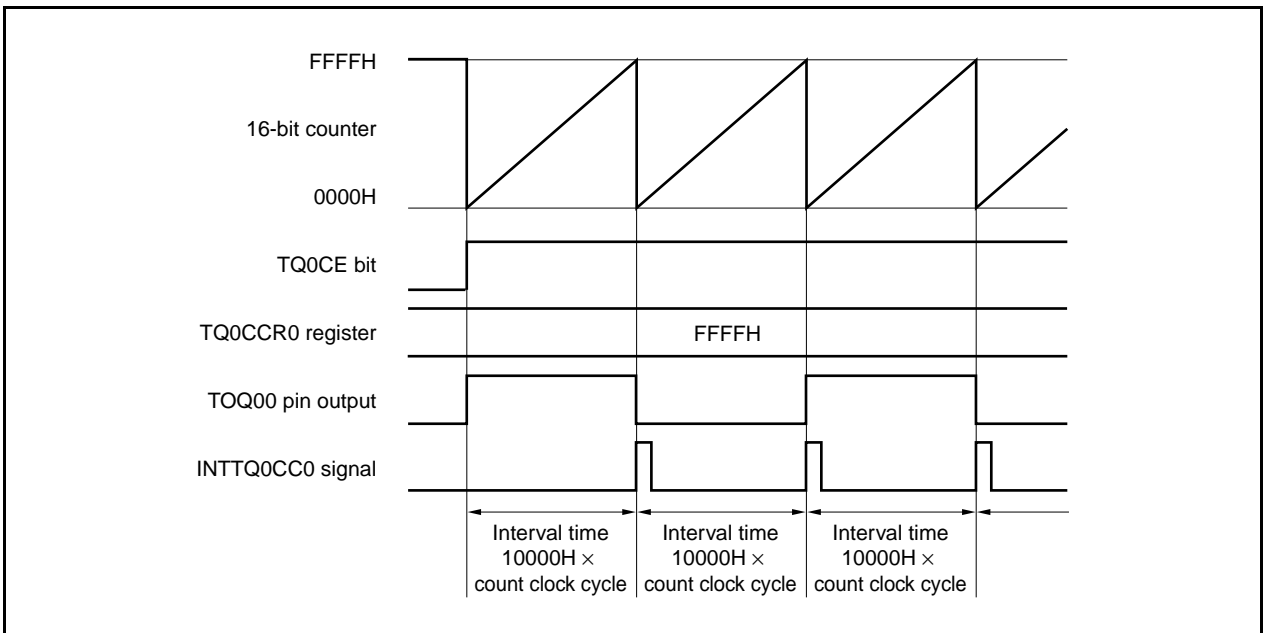 FFFFH
16-bit counter
0000H
TQ0CE bit
TQ0CCR0 register
FFFFH
TOQ00 pin output
INTTQ0CC0 signal
Interval time
10000H ×
count clock cycle
Interval time
10000H ×
count clock cycle
Interval time
10000H ×
count clock cycle